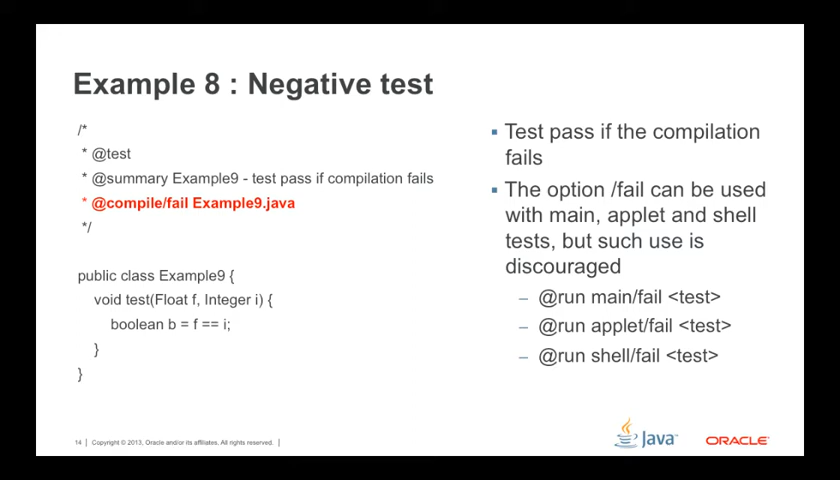 Example 8 : Negative test
/*
* @test
* @summary Example9 - test pass if compilation fails
* @compile/fail Example9.java
*/
public class Example9 {
void test(Float f, Integer i) {
boolean b = f == i;
}
}
▪ Test pass if the compilation
fails
▪ The option /fail can be used
with main, applet and shell
tests, but such use is
discouraged
– @run main/fail <test>
– @run applet/fail <test>
– @run shell/fail <test>
14 | Copyright © 2013, Oracle and/or its affiliates. All rights reserved. |
Java™
ORACLE